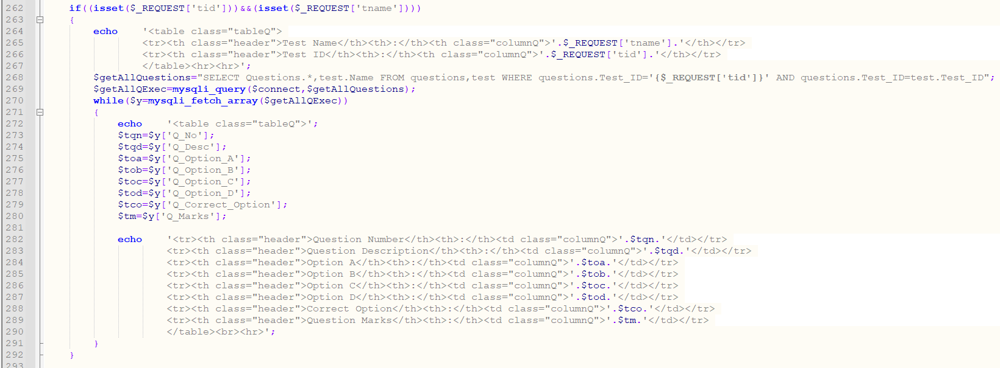 262 if((isset($_REQUEST['tid']))&&(isset($_REQUEST['tname'])))
263 {
264 echo '<table class="tableQ">
265 <tr><th class="header">Test Name</th><th>:</th><th class="columnQ">'.$_REQUEST['tname'].'</th></tr>
266 <tr><th class="header">Test ID</th><th>:</th><th class="columnQ">'.$_REQUEST['tid'].'</th></tr>
267 </table><hr><hr>';
268 $getAllQuestions="SELECT Questions.*,test.Name FROM questions,test WHERE questions.Test_ID='{$_REQUEST['tid']}' AND questions.Test_ID=test.Test_ID";
269 $getAllQExec=mysqli_query($connect,$getAllQuestions);
270 while($y=mysqli_fetch_array($getAllQExec))
271 {
272 echo '<table class="tableQ">';
273 $tqn=$y['Q_No'];
274 $tqd=$y['Q_Desc'];
275 $toa=$y['Q_Option_A'];
276 $tob=$y['Q_Option_B'];
277 $toc=$y['Q_Option_C'];
278 $tod=$y['Q_Option_D'];
279 $tco=$y['Q_Correct_Option'];
280 $tm=$y['Q_Marks'];
281
282 echo '<tr><th class="header">Question Number</th><th>:</th><td class="columnQ">'.$tqn.'</td></tr>
283 <tr><th class="header">Question Description</th><th>:</th><td class="columnQ">'.$tqd.'</td></tr>
284 <tr><th class="header">Option A</th><th>:</th><td class="columnQ">'.$toa.'</td></tr>
285 <tr><th class="header">Option B</th><th>:</th><td class="columnQ">'.$tob.'</td></tr>
286 <tr><th class="header">Option C</th><th>:</th><td class="columnQ">'.$toc.'</td></tr>
287 <tr><th class="header">Option D</th><th>:</th><td class="columnQ">'.$tod.'</td></tr>
288 <tr><th class="header">Correct Option</th><th>:</th><td class="columnQ">'.$tco.'</td></tr>
289 <tr><th class="header">Question Marks</th><th>:</th><td class="columnQ">'.$tm.'</td></tr>
290 </table><br><hr>';
291 }
292 }
293